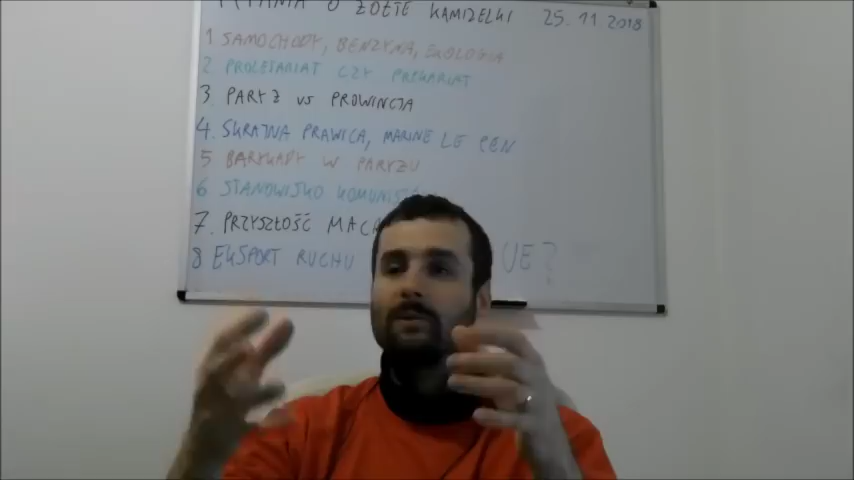 PYTANIA O ŻÓŁTE KAMIZELKI 25.11.2018
1 SAMOCHODY, BENZYNA, EKOLOGIA
2 PROLETARIAT CZY PREKARIAT
3 PARYŻ vs PROWINCJA
4. SKRAJNA PRAWICA, MARINE LE PEN
5 BARYKADY W PARYŻU
6 STANOWISKO
7. PRZYSZŁOŚĆ
8 EKSPORT RUCHU UE?